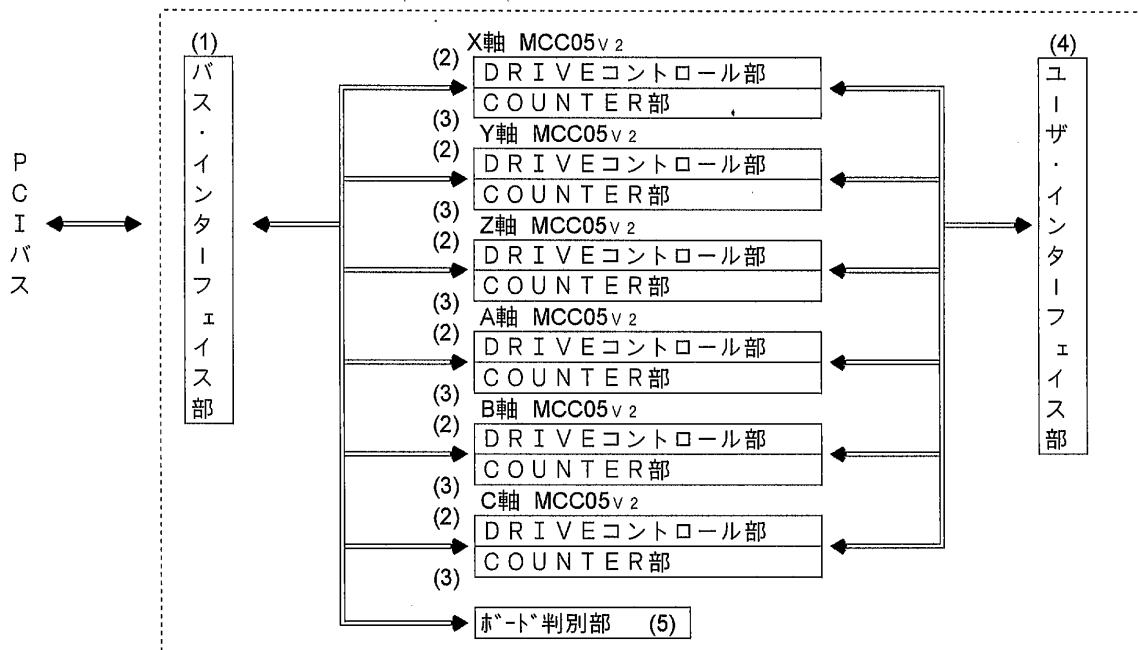 PCIバス
(1)
バス・インターフェイス部
X軸 MCC05v2
(2)
DRIVEコントロール部
COUNTER部
(3)
Y軸 MCC05v2
(2)
DRIVEコントロール部
COUNTER部
(3)
Z軸 MCC05v2
(2)
DRIVEコントロール部
COUNTER部
(3)
A軸 MCC05v2
(2)
DRIVEコントロール部
COUNTER部
(3)
B軸 MCC05v2
(2)
DRIVEコントロール部
COUNTER部
(3)
C軸 MCC05v2
(2)
DRIVEコントロール部
COUNTER部
(3)
ﾎﾞｰﾄﾞ判別部 (5)
(4)
ユーザ・インターフェイス部